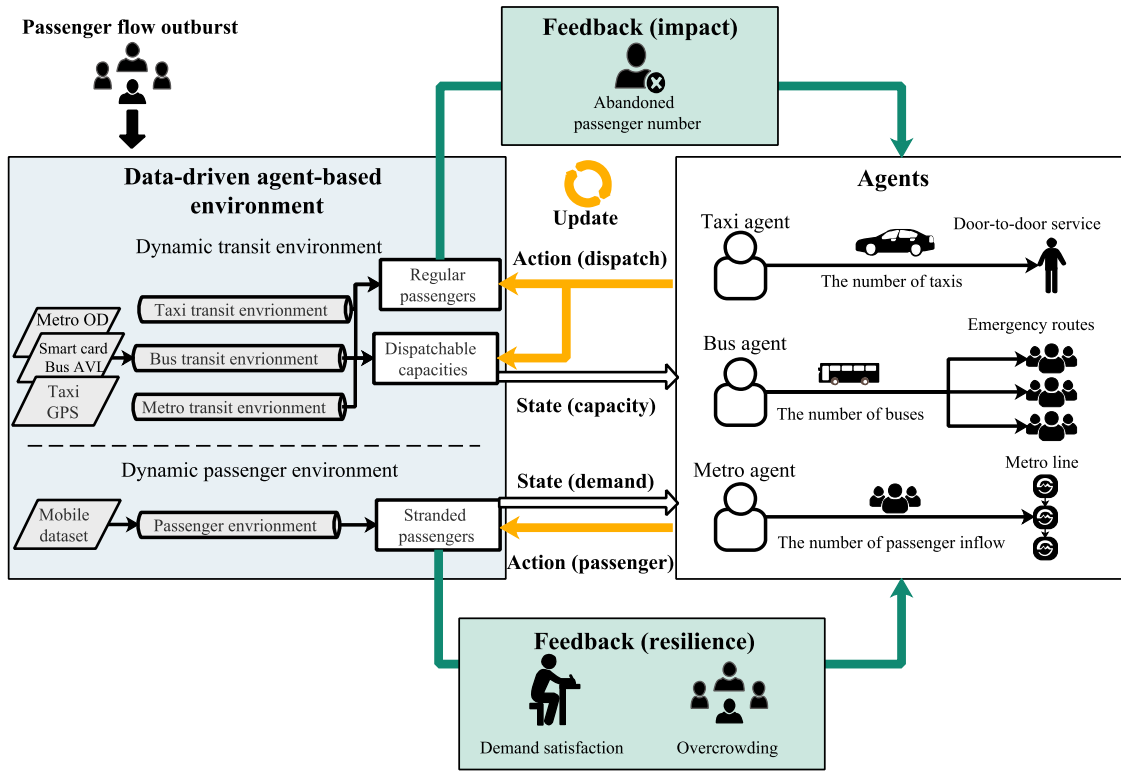 Passenger flow outburst
Feedback (impact)
Abandoned
passenger number
Data-driven agent-based
environment
Dynamic transit environment
Regular
passengers
Metro OD
Smart card
Bus AVL
Taxi
GPS
Taxi transit envrionment
Bus transit envrionment
Metro transit envrionment
Dispatchable
capacities
Dynamic passenger environment
Mobile
dataset
Passenger envrionment
Stranded
passengers
Update
Action (dispatch)
State (capacity)
State (demand)
Action (passenger)
Agents
Taxi agent
Door-to-door service
The number of taxis
Bus agent
Emergency routes
The number of buses
Metro agent
Metro line
The number of passenger inflow
Feedback (resilience)
Demand satisfaction
Overcrowding